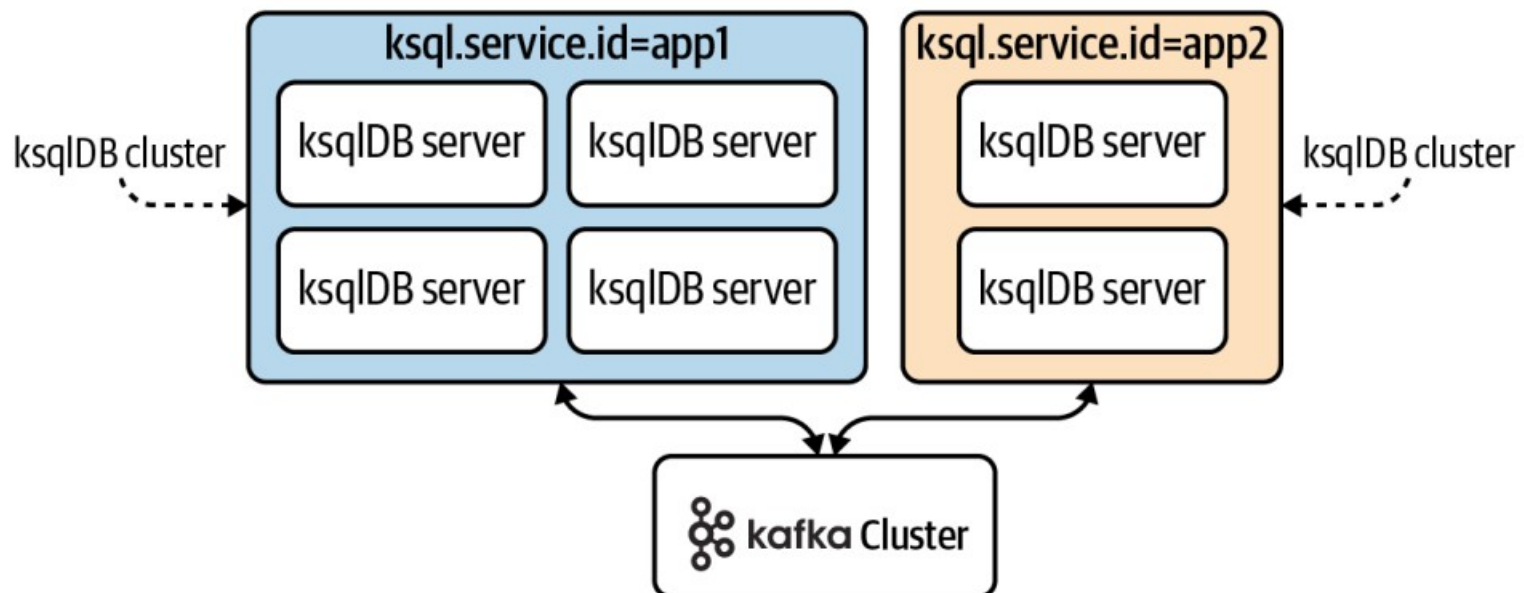 ksql.service.id=app1
ksql.service.id=app2
ksqlDB cluster
ksqlDB server
ksqlDB server
ksqlDB server
ksqlDB cluster
ksqlDB server
ksqlDB server
ksqlDB server
kafka Cluster